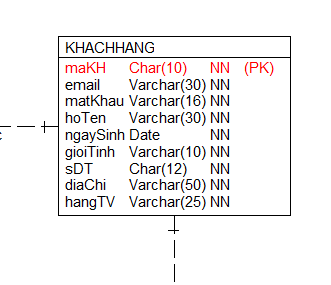 KHACHHANG
maKH Char(10) NN (PK)
email Varchar(30) NN
matKhau Varchar(16) NN
hoTen Varchar(30) NN
ngaySinh Date NN
gioiTinh Varchar(10) NN
sDT Char(12) NN
diaChi Varchar(50) NN
hangTV Varchar(25) NN